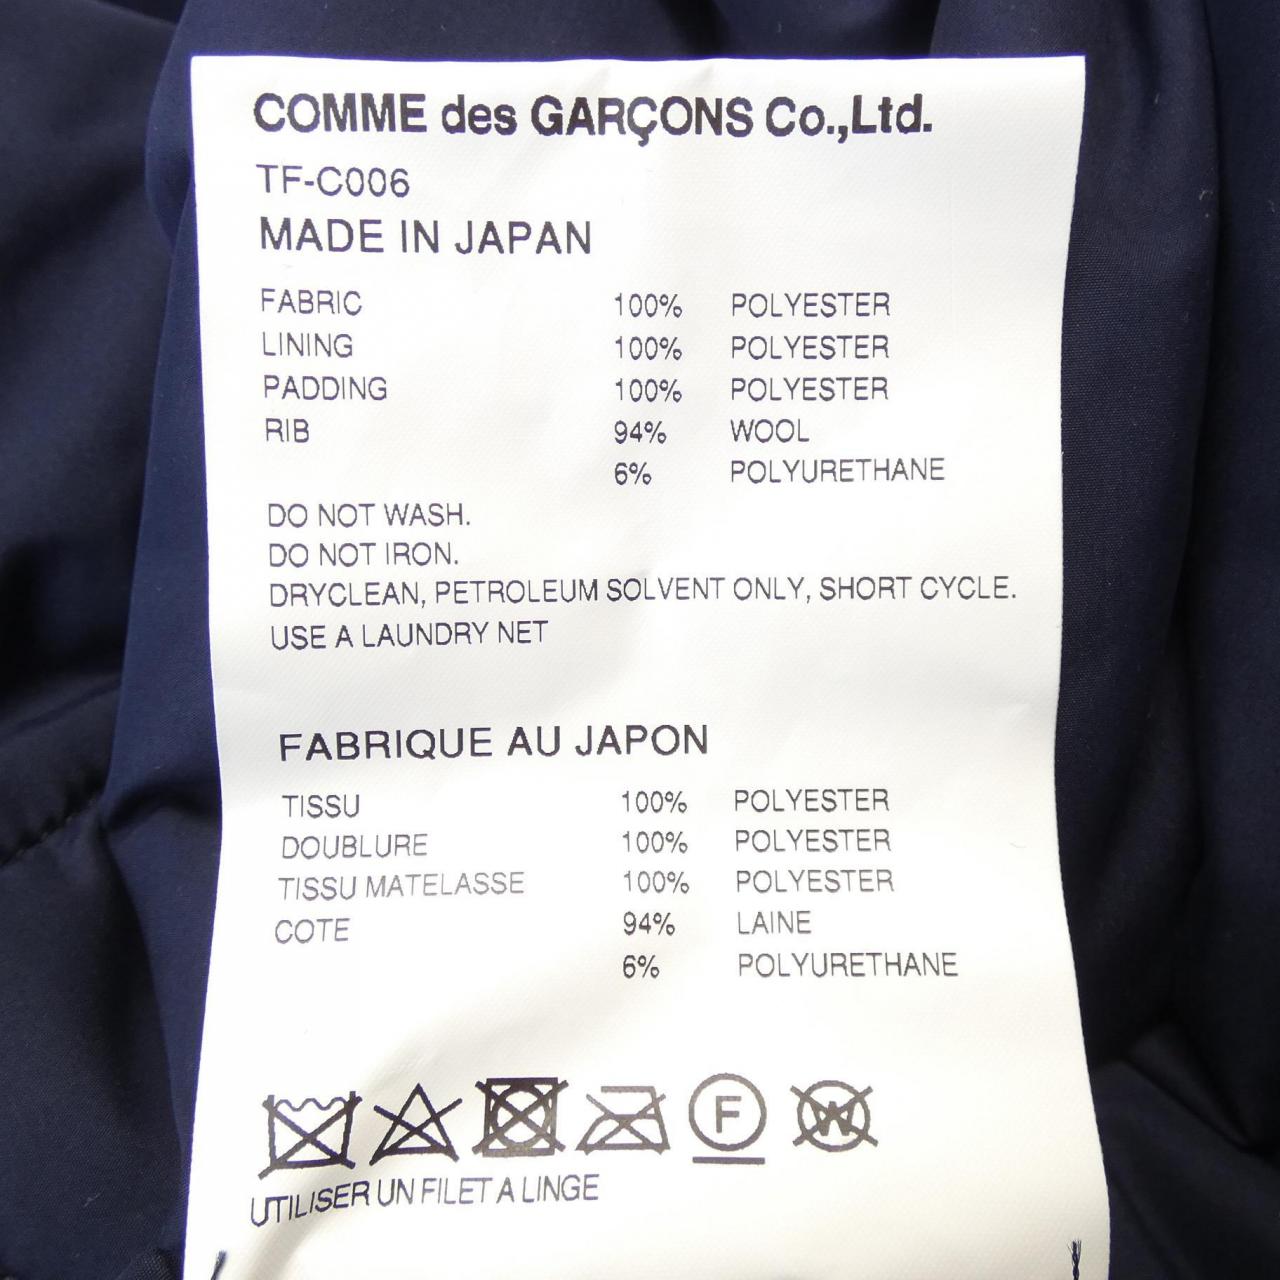 COMME des GARÇONS Co.,Ltd.
TF-C006
MADE IN JAPAN
FABRIC 100% POLYESTER
LINING 100% POLYESTER
PADDING 100% POLYESTER
RIB 94% WOOL
6% POLYURETHANE
DO NOT WASH.
DO NOT IRON.
DRYCLEAN, PETROLEUM SOLVENT ONLY, SHORT CYCLE.
USE A LAUNDRY NET
FABRIQUE AU JAPON
TISSU 100% POLYESTER
DOUBLURE 100% POLYESTER
TISSU MATELASSE 100% POLYESTER
COTE 94% LAINE
6% POLYURETHANE
F W
UTILISER UN FILET A LINGE